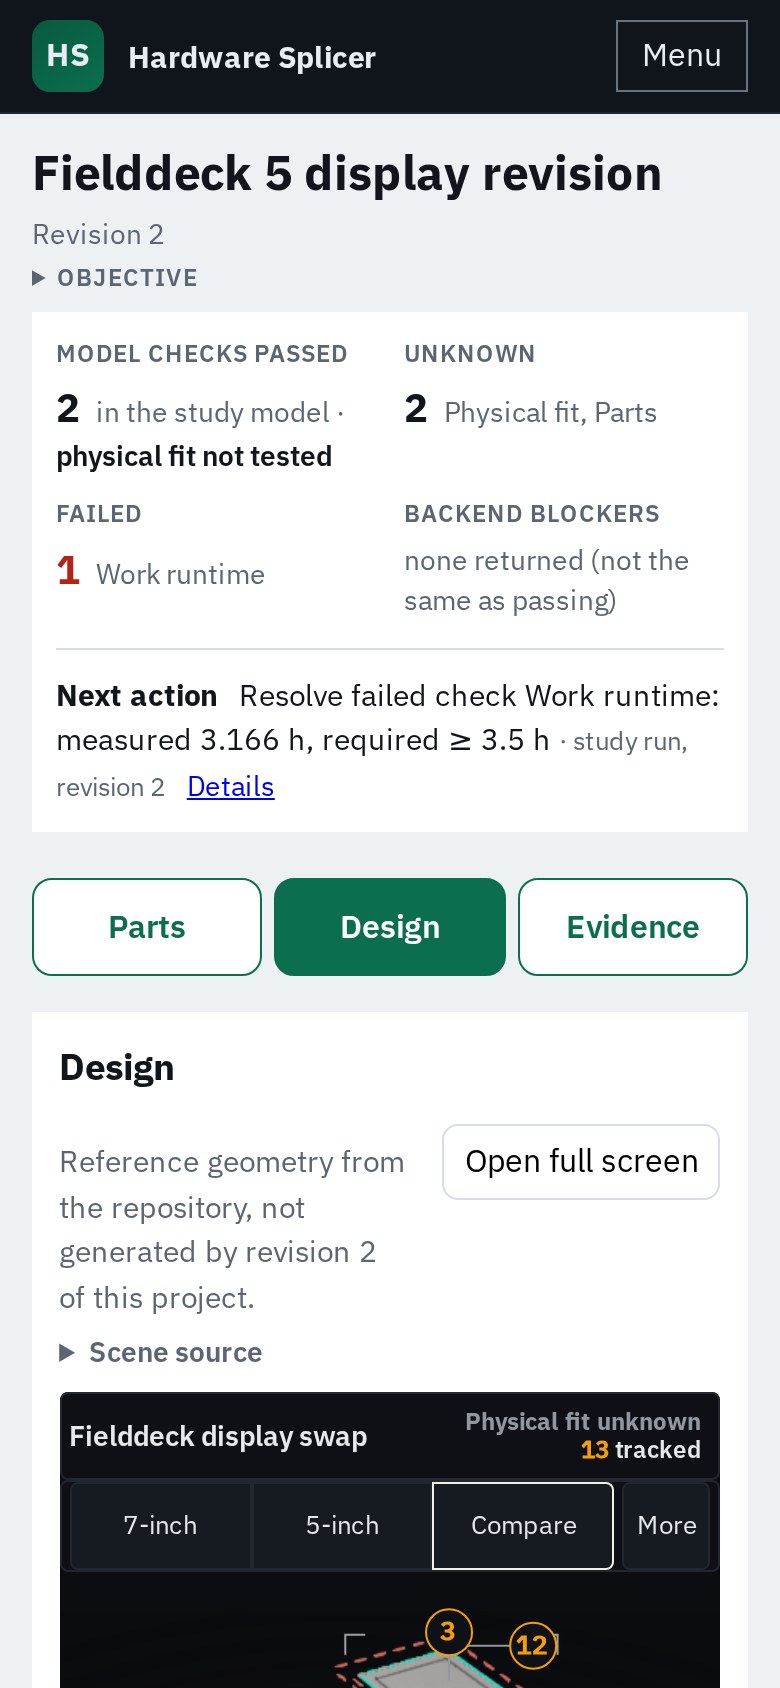 HS Hardware Splicer Menu
Fielddeck 5 display revision
Revision 2
▶ OBJECTIVE
MODEL CHECKS PASSED
2 in the study model ·
physical fit not tested
UNKNOWN
2 Physical fit, Parts
FAILED
1 Work runtime
BACKEND BLOCKERS
none returned (not the
same as passing)
Next action Resolve failed check Work runtime:
measured 3.166 h, required ≥ 3.5 h · study run,
revision 2 Details
Parts Design Evidence
Design
Reference geometry from
the repository, not
generated by revision 2
of this project.
Open full screen
▶ Scene source
Fielddeck display swap
Physical fit unknown
13 tracked
7-inch 5-inch Compare More
3 12